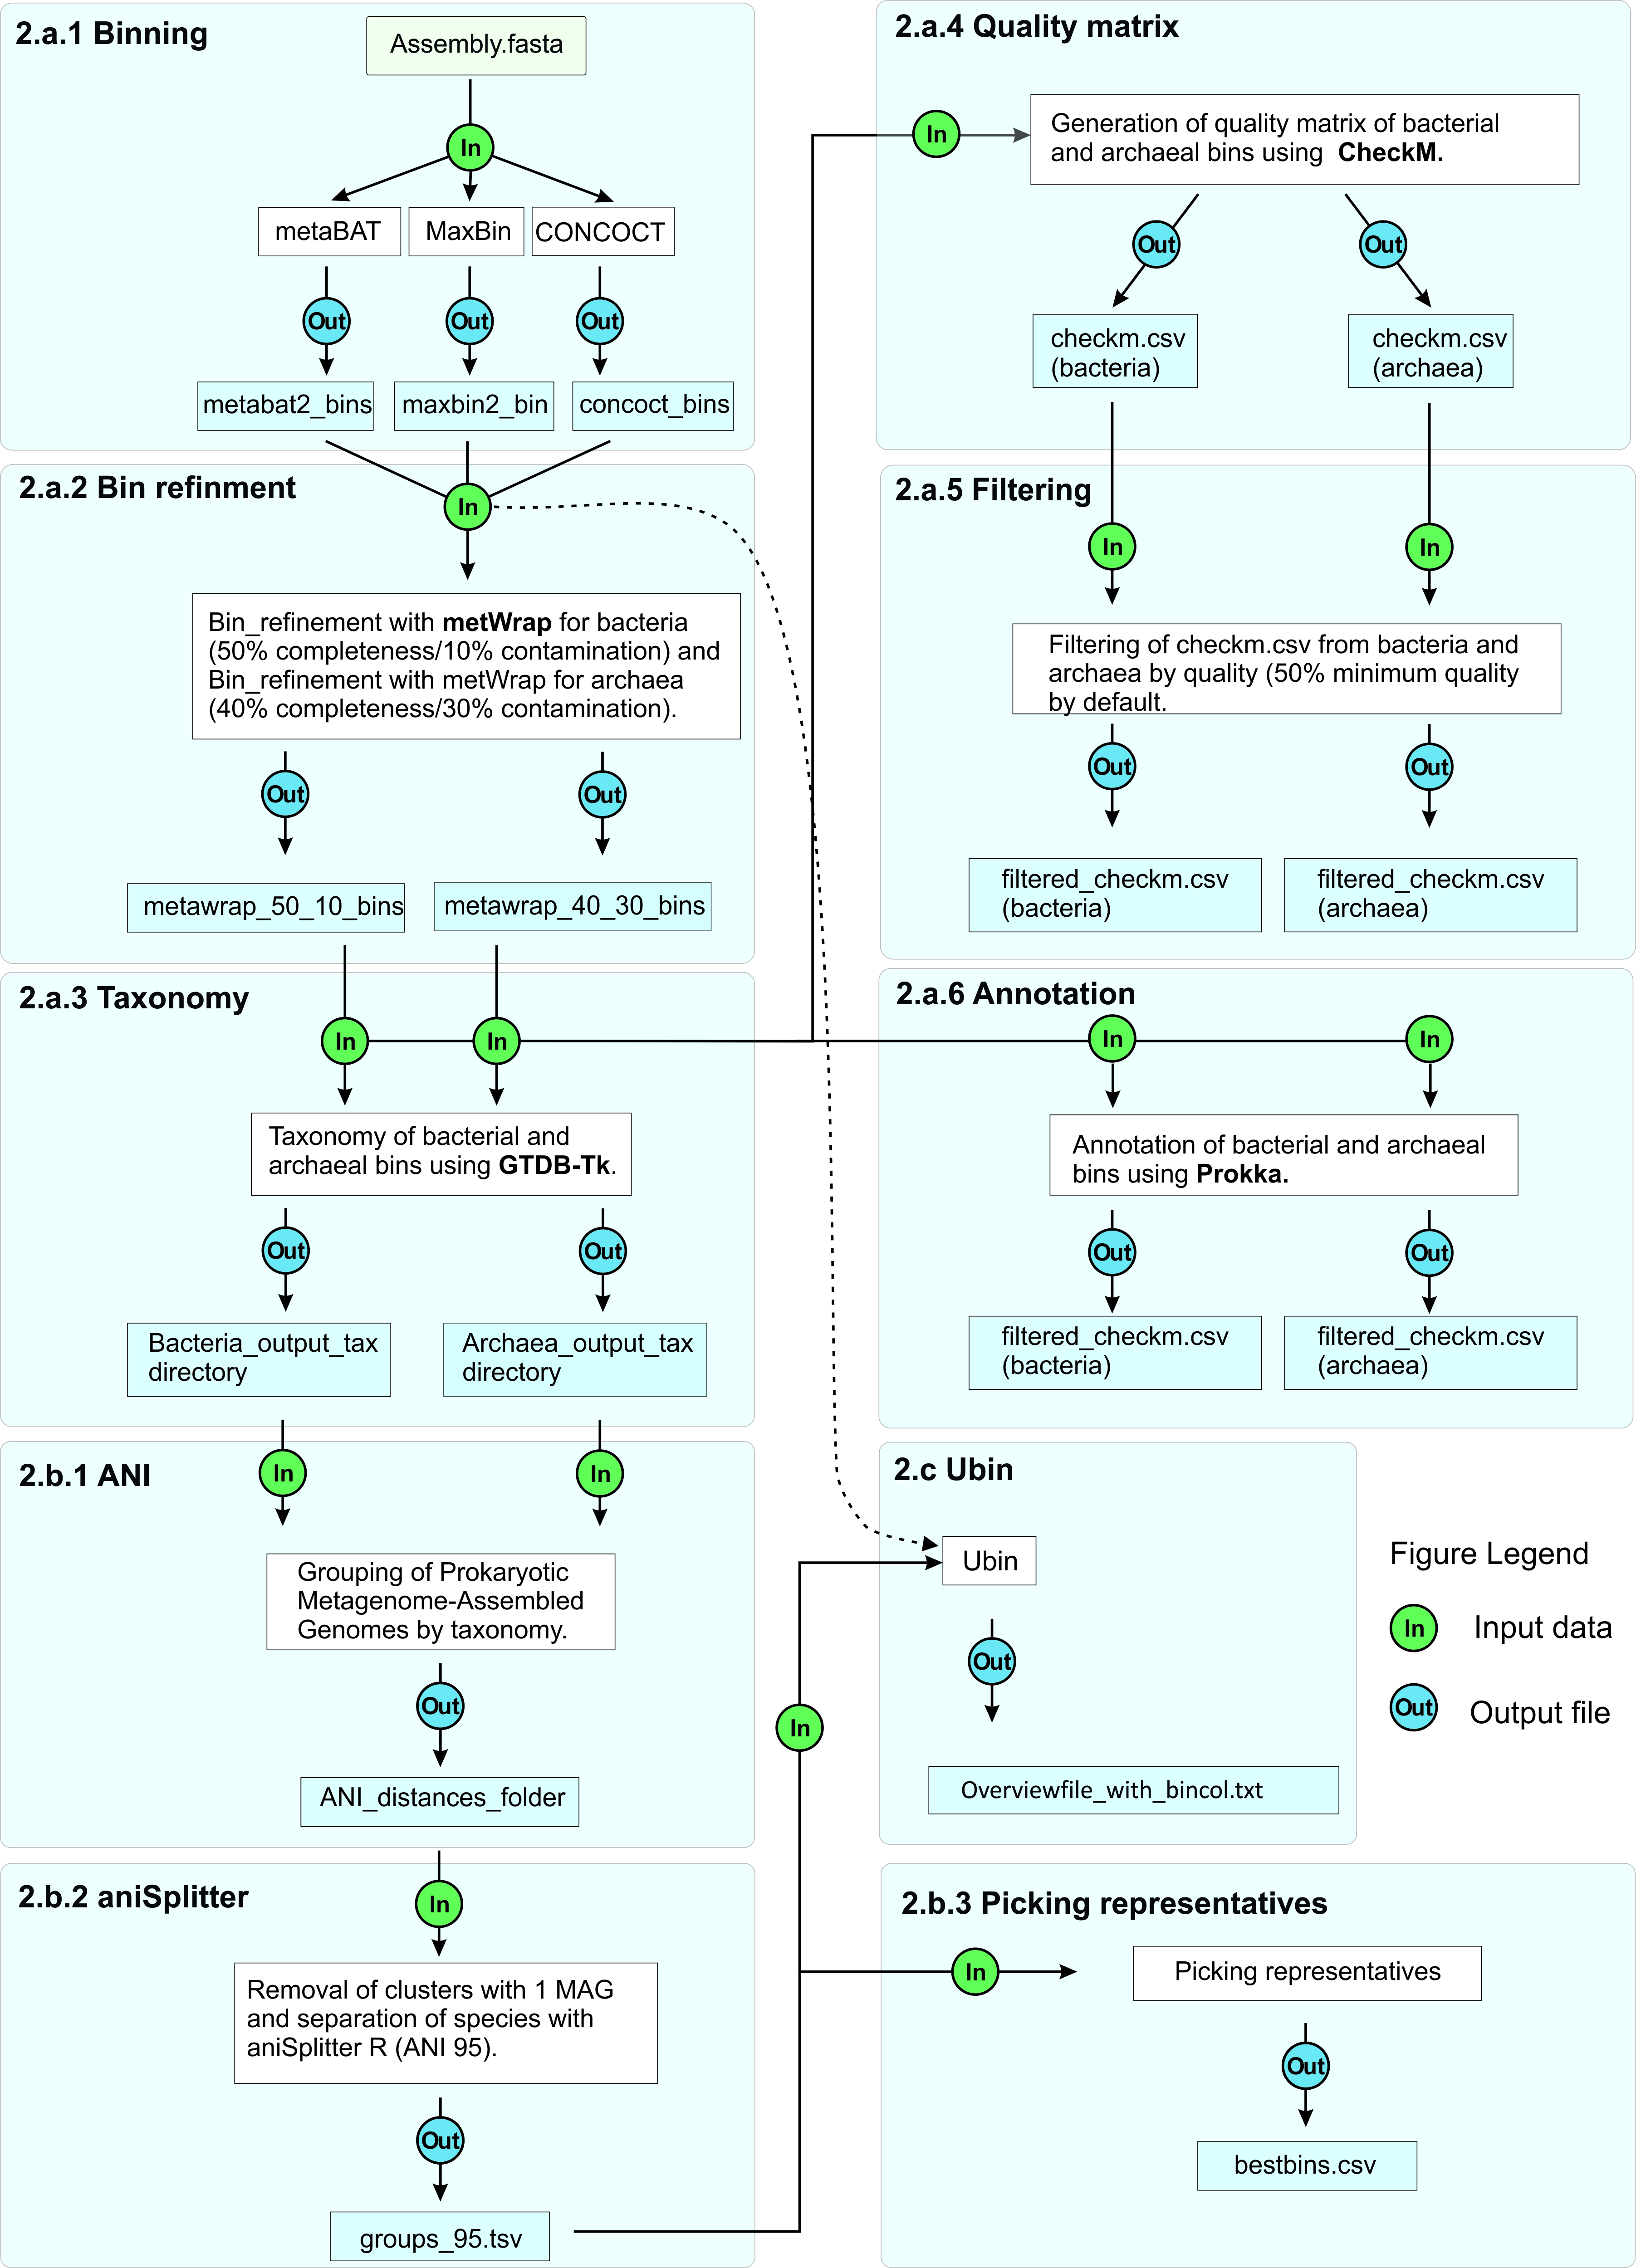 2.a.1 Binning
Assembly.fasta
In
metaBAT
MaxBin
CONCOCT
Out
Out
Out
metabat2_bins
maxbin2_bin
concoct_bins
2.a.2 Bin refinment
In
Bin_refinement with metWrap for bacteria
(50% completeness/10% contamination) and
Bin_refinement with metWrap for archaea
(40% completeness/30% contamination).
Out
Out
metawrap_50_10_bins
metawrap_40_30_bins
2.a.3 Taxonomy
In
In
Taxonomy of bacterial and
archaeal bins using GTDB-Tk.
Out
Out
Bacteria_output_tax
directory
Archaea_output_tax
directory
2.b.1 ANI
In
In
Grouping of Prokaryotic
Metagenome-Assembled
Genomes by taxonomy.
Out
ANI_distances_folder
2.b.2 aniSplitter
In
Removal of clusters with 1 MAG
and separation of species with
aniSplitter R (ANI 95).
Out
groups_95.tsv
2.a.4 Quality matrix
In
Generation of quality matrix of bacterial
and archaeal bins using CheckM.
Out
Out
checkm.csv
(bacteria)
checkm.csv
(archaea)
2.a.5 Filtering
In
In
Filtering of checkm.csv from bacteria and
archaea by quality (50% minimum quality
by default.
Out
Out
filtered_checkm.csv
(bacteria)
filtered_checkm.csv
(archaea)
2.a.6 Annotation
In
In
Annotation of bacterial and archaeal
bins using Prokka.
Out
Out
filtered_checkm.csv
(bacteria)
filtered_checkm.csv
(archaea)
2.c Ubin
Ubin
Out
In
Overviewfile_with_bincol.txt
Figure Legend
In
Input data
Out
Output file
2.b.3 Picking representatives
In
Picking representatives
Out
bestbins.csv